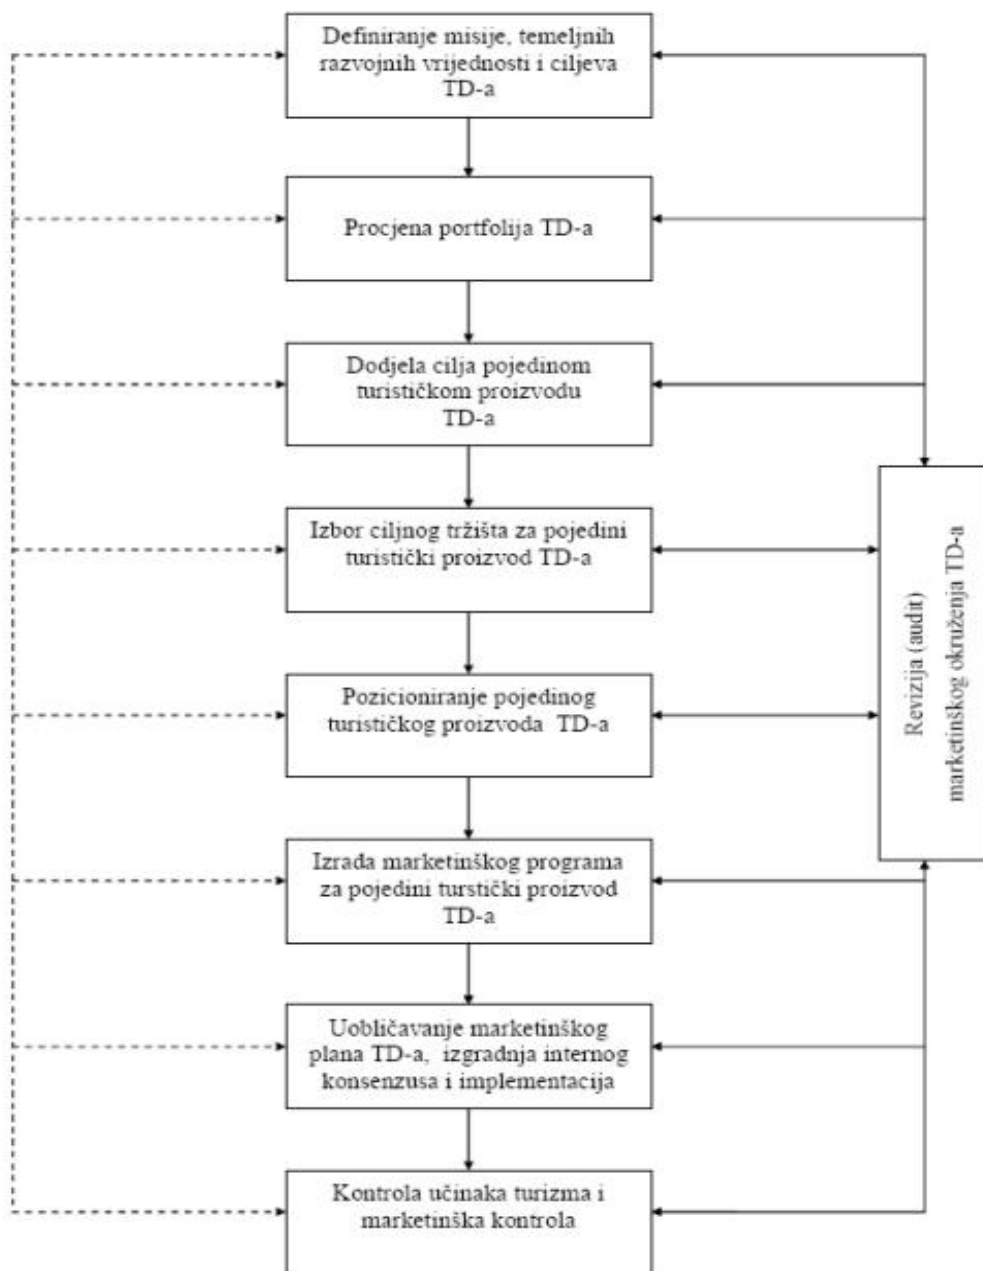 Definiranje misije, temeljnih
razvojnih vrijednosti i ciljeva
TD-a
Procjena portfolija TD-a
Dodjela cilja pojedinom
turističkom proizvodu
TD-a
Izbor ciljnog tržišta za pojedini
turistički proizvod TD-a
Pozicioniranje pojedinog
turističkog proizvoda TD-a
Izrada marketinškog programa
za pojedini turstički proizvod
TD-a
Uobličavanje marketinškog
plana TD-a, izgradnja internog
konsenzusa i implementacija
Kontrola učinaka turizma i
marketinška kontrola
Revizija (audit)
marketinškog okruženja TD-a